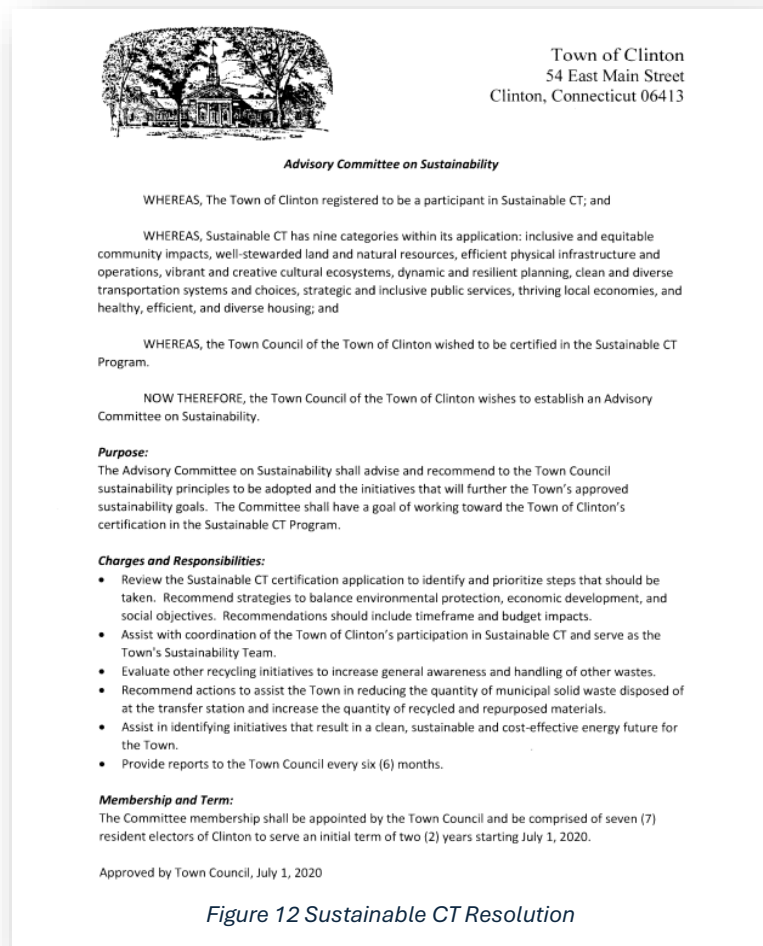 Town of Clinton
54 East Main Street
Clinton, Connecticut 06413
Advisory Committee on Sustainability
WHEREAS, The Town of Clinton registered to be a participant in Sustainable CT; and
WHEREAS, Sustainable CT has nine categories within its application: inclusive and equitable
community impacts, well-stewarded land and natural resources, efficient physical infrastructure and
operations, vibrant and creative cultural ecosystems, dynamic and resilient planning, clean and diverse
transportation systems and choices, strategic and inclusive public services, thriving local economies, and
healthy, efficient, and diverse housing; and
WHEREAS, the Town Council of the Town of Clinton wished to be certified in the Sustainable CT
Program.
NOW THEREFORE, the Town Council of the Town of Clinton wishes to establish an Advisory
Committee on Sustainability.
Purpose:
The Advisory Committee on Sustainability shall advise and recommend to the Town Council
sustainability principles to be adopted and the initiatives that will further the Town's approved
sustainability goals. The Committee shall have a goal of working toward the Town of Clinton's
certification in the Sustainable CT Program.
Charges and Responsibilities:
• Review the Sustainable CT certification application to identify and prioritize steps that should be
taken. Recommend strategies to balance environmental protection, economic development, and
social objectives. Recommendations should include timeframe and budget impacts.
• Assist with coordination of the Town of Clinton's participation in Sustainable CT and serve as the
Town's Sustainability Team.
• Evaluate other recycling initiatives to increase general awareness and handling of other wastes.
• Recommend actions to assist the Town in reducing the quantity of municipal solid waste disposed of
at the transfer station and increase the quantity of recycled and repurposed materials.
• Assist in identifying initiatives that result in a clean, sustainable and cost-effective energy future for
the Town.
• Provide reports to the Town Council every six (6) months.
Membership and Term:
The Committee membership shall be appointed by the Town Council and be comprised of seven (7)
resident electors of Clinton to serve an initial term of two (2) years starting July 1, 2020.
Approved by Town Council, July 1, 2020
Figure 12 Sustainable CT Resolution